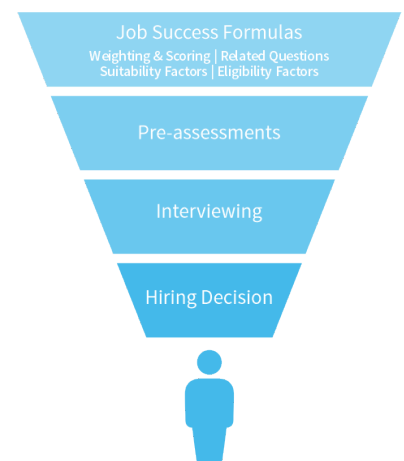 Job Success Formulas
Weighting & Scoring | Related Questions
Suitability Factors | Eligibility Factors
Pre-assessments
Interviewing
Hiring Decision